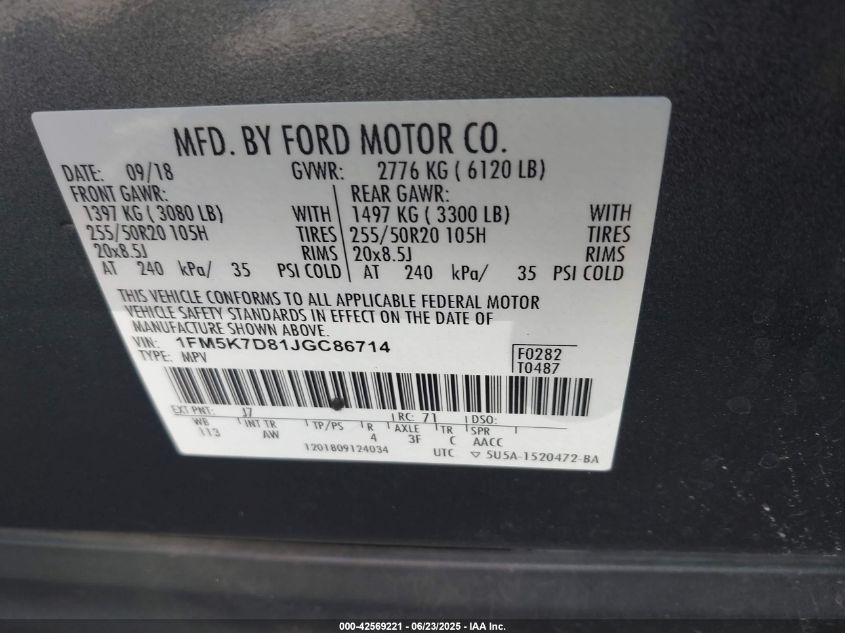 MFD. BY FORD MOTOR CO.
DATE: 09/18 GVWR: 2776 KG ( 6120 LB)
FRONT GAWR: REAR GAWR:
1397 KG ( 3080 LB) WITH 1497 KG ( 3300 LB) WITH
255/50R20 105H TIRES 255/50R20 105H TIRES
20x8.5J RIMS 20x8.5J RIMS
AT 240 kPa/ 35 PSI COLD AT 240 kPa/ 35 PSI COLD
THIS VEHICLE CONFORMS TO ALL APPLICABLE FEDERAL MOTOR
VEHICLE SAFETY STANDARDS IN EFFECT ON THE DATE OF
MANUFACTURE SHOWN ABOVE.
VIN: 1FM5K7D81JGC86714
TYPE: MPV
F0282
T0487
EXT PNT: J7 RC: 71 DSO:
WB INT TR TP/PS R AXLE TR SPR
113 AW 4 3F C AACC
1201809124034 UTC ▽ 5U5A-1520472-BA
000-42569221 - 06/23/2025 - IAA Inc.